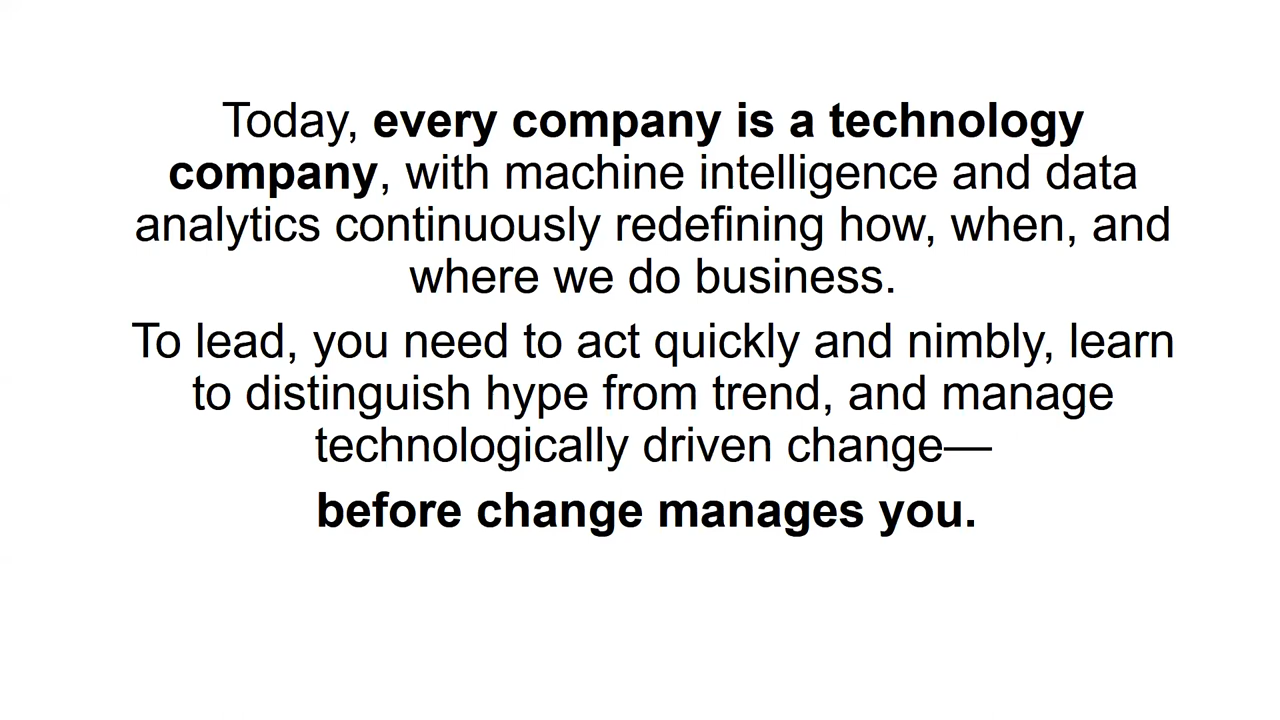 Today, every company is a technology
company, with machine intelligence and data
analytics continuously redefining how, when, and
where we do business.
To lead, you need to act quickly and nimbly, learn
to distinguish hype from trend, and manage
technologically driven change—
before change manages you.